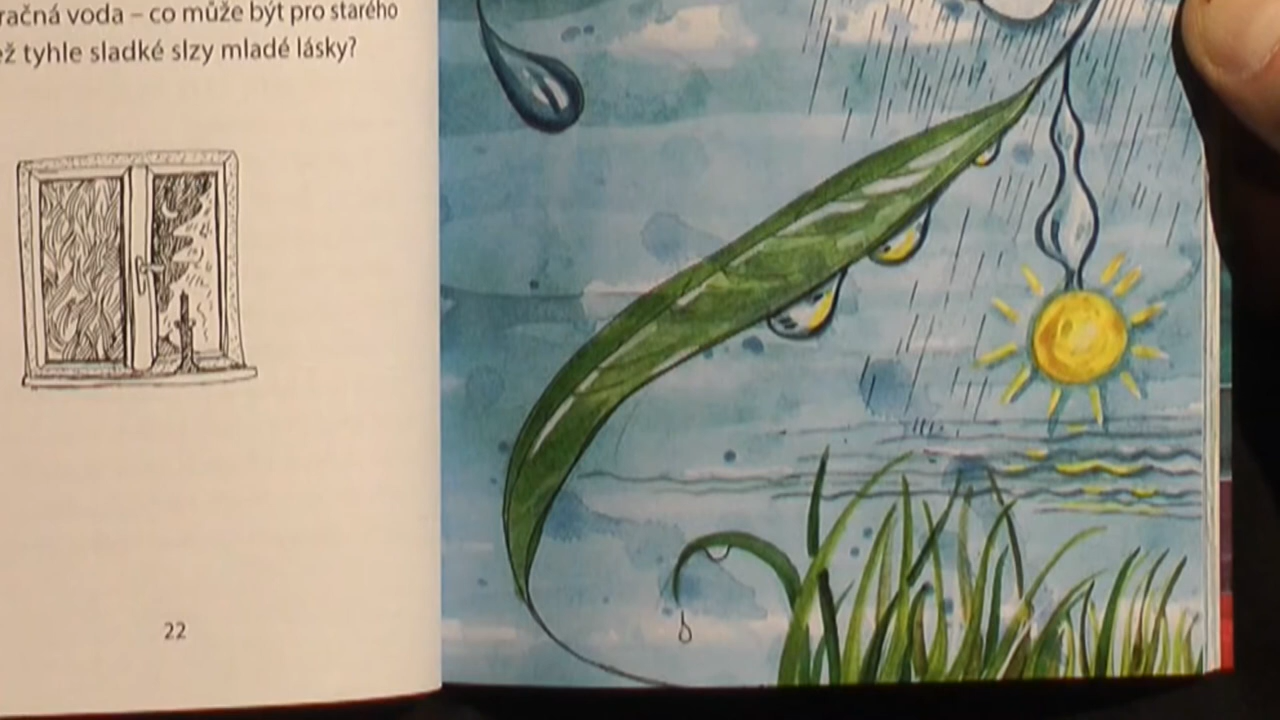 račná voda – co může být pro starého
ež tyhle sladké slzy mladé lásky?
22